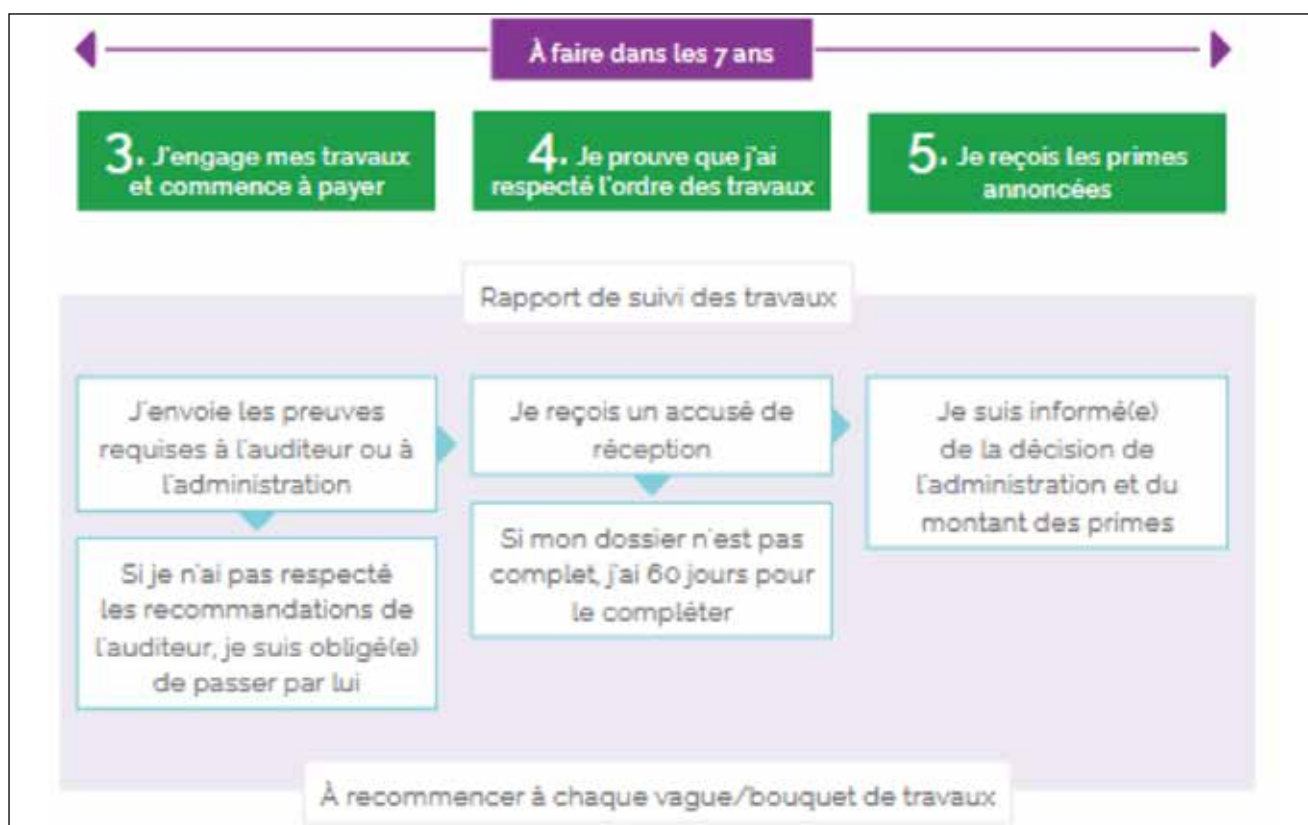 À faire dans les 7 ans
3. J'engage mes travaux
et commence à payer
4. Je prouve que j'ai
respecté l'ordre des travaux
5. Je reçois les primes
annoncées
Rapport de suivi des travaux
J'envoie les preuves
requises à l'auditeur ou à
l'administration
Si je n'ai pas respecté
les recommandations de
l'auditeur, je suis obligé(e)
de passer par lui
Je reçois un accusé de
réception
Si mon dossier n'est pas
complet, j'ai 60 jours pour
le compléter
Je suis informé(e)
de la décision de
l'administration et du
montant des primes
À recommencer à chaque vague/bouquet de travaux